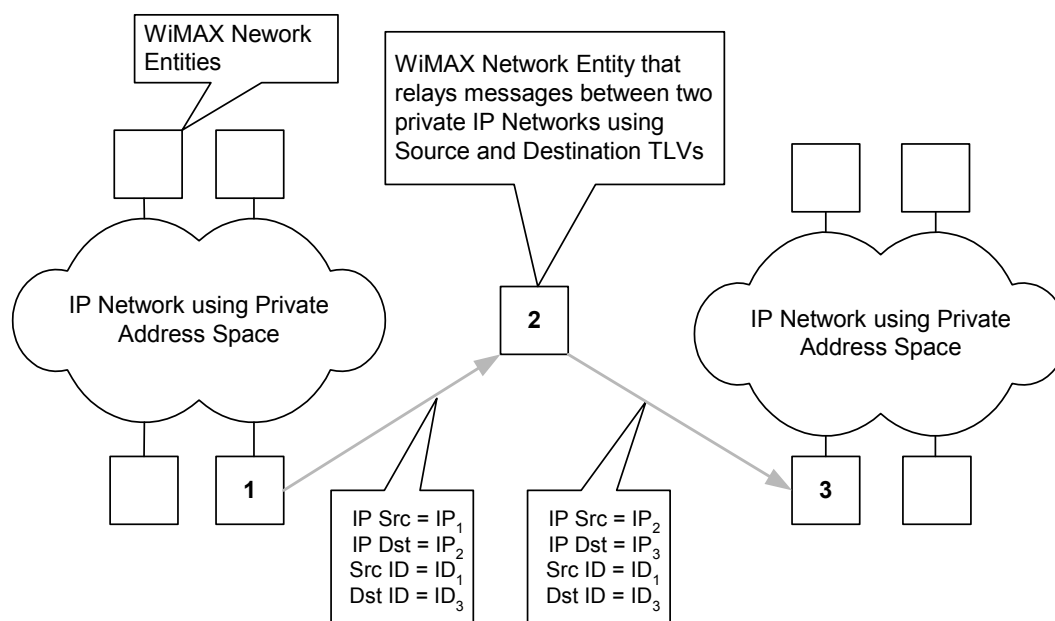 WiMAX Nework
Entities
WiMAX Network Entity that
relays messages between two
private IP Networks using
Source and Destination TLVs
IP Network using Private
Address Space
2
IP Network using Private
Address Space
1
3
IP Src = IP₁
IP Dst = IP₂
Src ID = ID₁
Dst ID = ID₃
IP Src = IP₂
IP Dst = IP₃
Src ID = ID₁
Dst ID = ID₃